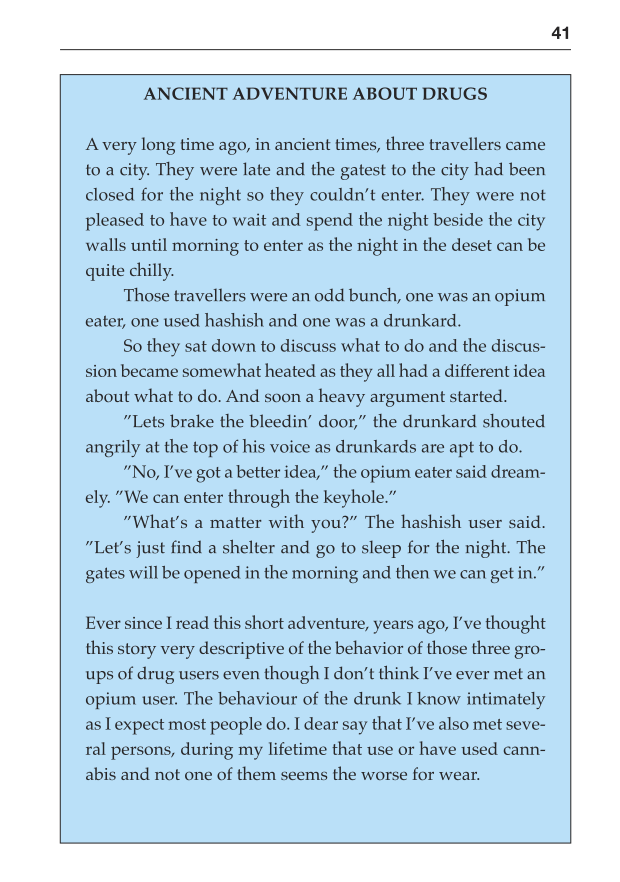 41
ANCIENT ADVENTURE ABOUT DRUGS
A very long time ago, in ancient times, three travellers came
to a city. They were late and the gatest to the city had been
closed for the night so they couldn’t enter. They were not
pleased to have to wait and spend the night beside the city
walls until morning to enter as the night in the deset can be
quite chilly.
Those travellers were an odd bunch, one was an opium
eater, one used hashish and one was a drunkard.
So they sat down to discuss what to do and the discus-
sion became somewhat heated as they all had a different idea
about what to do. And soon a heavy argument started.
”Lets brake the bleedin’ door,” the drunkard shouted
angrily at the top of his voice as drunkards are apt to do.
”No, I’ve got a better idea,” the opium eater said dream-
ely. ”We can enter through the keyhole.”
”What’s a matter with you?” The hashish user said.
”Let’s just find a shelter and go to sleep for the night. The
gates will be opened in the morning and then we can get in.”
Ever since I read this short adventure, years ago, I’ve thought
this story very descriptive of the behavior of those three gro-
ups of drug users even though I don’t think I’ve ever met an
opium user. The behaviour of the drunk I know intimately
as I expect most people do. I dear say that I’ve also met seve-
ral persons, during my lifetime that use or have used cann-
abis and not one of them seems the worse for wear.